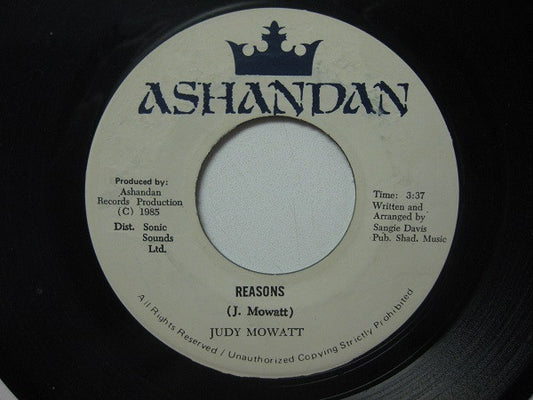 ASHANDAN
Produced by:
Ashandan
Records Production
(C) 1985
Dist. Sonic
Sounds
Ltd.
Time: 3:37
Written and
Arranged by
Sangie Davis
Pub. Shad. Music
REASONS
(J. Mowatt)
JUDY MOWATT
All Rights Reserved / Unauthorized Copying Strictly Prohibited